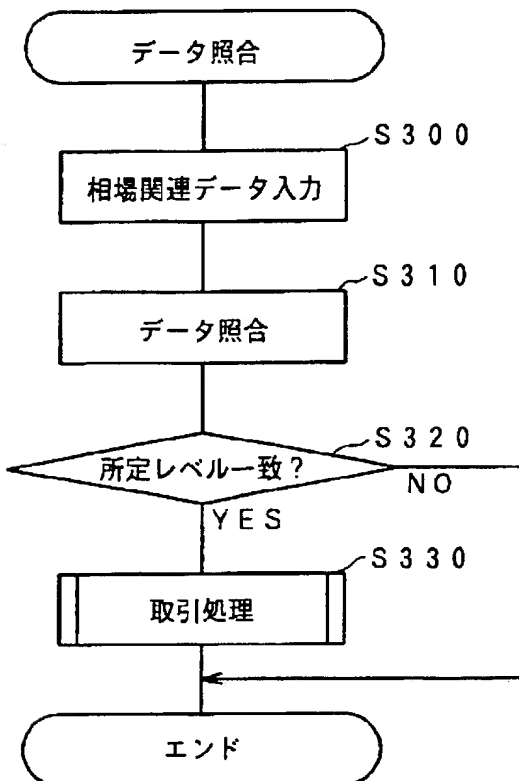 データ照合
S300
相場関連データ入力
S310
データ照合
S320
所定レベル一致?
NO
YES
S330
取引処理
エンド